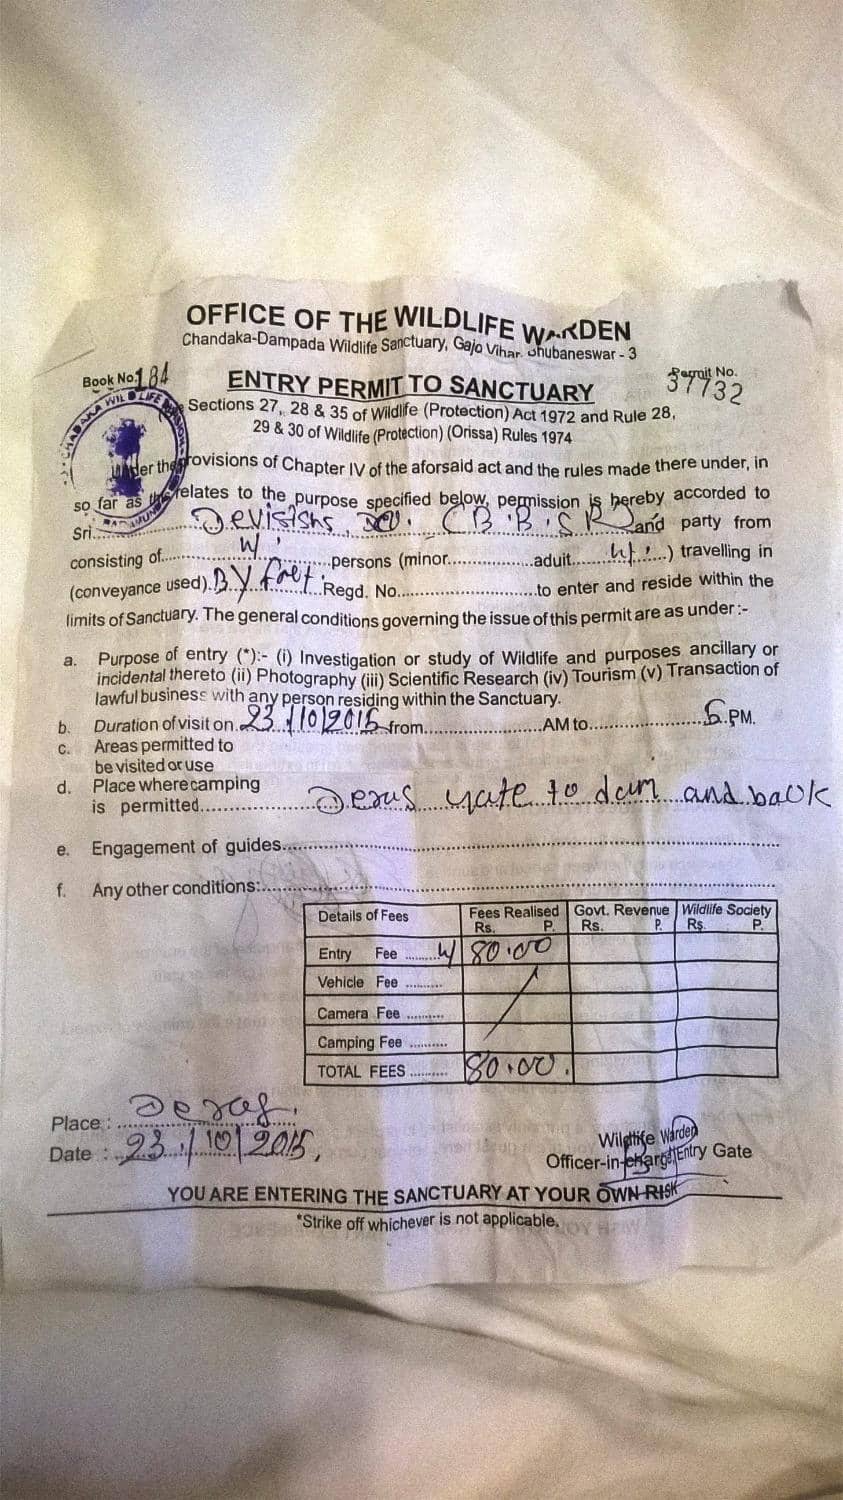 OFFICE OF THE WILDLIFE WARDEN
Chandaka-Dampada Wildlife Sanctuary, Gajo Vihar. Bhubaneswar - 3
Book No. 184
Permit No.
37732
ENTRY PERMIT TO SANCTUARY
Sections 27, 28 & 35 of Wildlife (Protection) Act 1972 and Rule 28,
29 & 30 of Wildlife (Protection) (Orissa) Rules 1974
Under the provisions of Chapter IV of the aforsaid act and the rules made there under, in
so far as this relates to the purpose specified below, permission is hereby accorded to
Sri.......... and party from
consisting of..........persons (minor..........aduit..........) travelling in
(conveyance used) BY foet. Regd. No..........to enter and reside within the
limits of Sanctuary. The general conditions governing the issue of this permit are as under :-
a. Purpose of entry (*):- (i) Investigation or study of Wildlife and purposes ancillary or
incidental thereto (ii) Photography (iii) Scientific Research (iv) Tourism (v) Transaction of
lawful business with any person residing within the Sanctuary.
b. Duration of visit on 23/10/2015 from..........AM to..........5 PM.
c. Areas permitted to
be visited or use
d. Place where camping
is permitted.......... Deras gate to dam and back
e. Engagement of guides..........
f. Any other conditions:..........
Details of Fees Fees Realised Govt. Revenue Wildlife Society
Rs. P. Rs. P. Rs. P.
Entry Fee .......... 80.00
Vehicle Fee ..........
Camera Fee ..........
Camping Fee ..........
TOTAL FEES .......... 80.00.
Place : Deras.
Date : 23/10/2015,
Wildlife Warden
Officer-in-charge Entry Gate
YOU ARE ENTERING THE SANCTUARY AT YOUR OWN RISK
*Strike off whichever is not applicable.